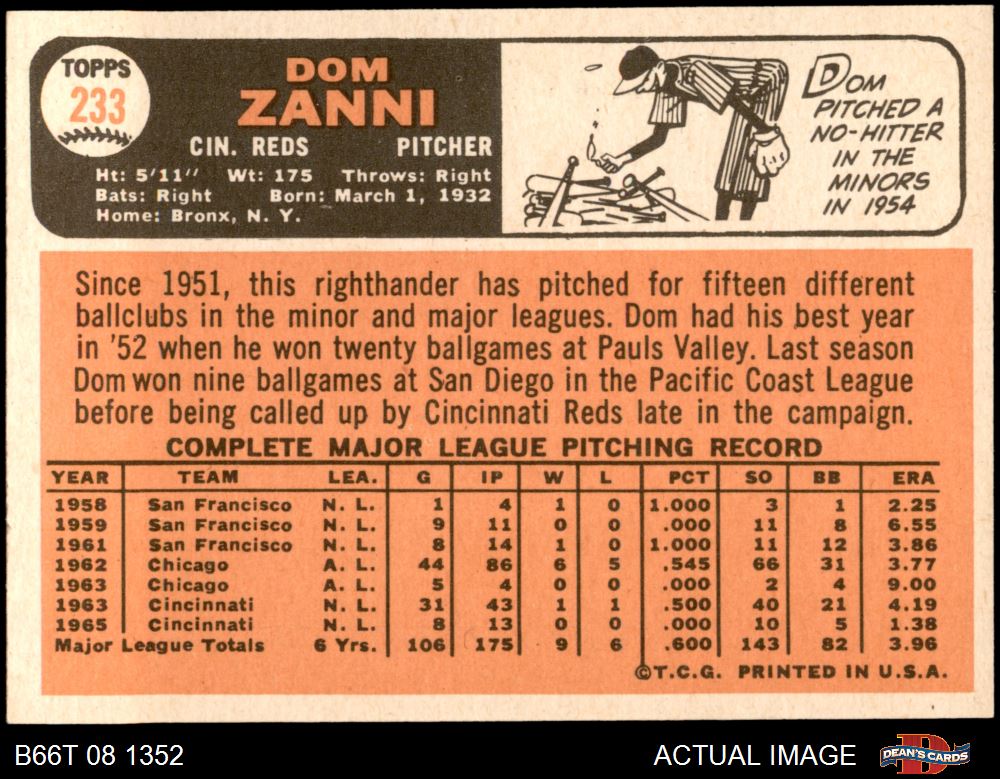 TOPPS
233
DOM
ZANNI
CIN. REDS PITCHER
Ht: 5'11" Wt: 175 Throws: Right
Bats: Right Born: March 1, 1932
Home: Bronx, N. Y.
DOM
PITCHED A
NO-HITTER
IN THE
MINORS
IN 1954
Since 1951, this righthander has pitched for fifteen different
ballclubs in the minor and major leagues. Dom had his best year
in '52 when he won twenty ballgames at Pauls Valley. Last season
Dom won nine ballgames at San Diego in the Pacific Coast League
before being called up by Cincinnati Reds late in the campaign.
COMPLETE MAJOR LEAGUE PITCHING RECORD
YEAR TEAM LEA. G IP W L PCT SO BB ERA
1958 San Francisco N. L. 1 4 1 0 1.000 3 1 2.25
1959 San Francisco N. L. 9 11 0 0 .000 11 8 6.55
1961 San Francisco N. L. 8 14 1 0 1.000 11 12 3.86
1962 Chicago A. L. 44 86 6 5 .545 66 31 3.77
1963 Chicago A. L. 5 4 0 0 .000 2 4 9.00
1963 Cincinnati N. L. 31 43 1 1 .500 40 21 4.19
1965 Cincinnati N. L. 8 13 0 0 .000 10 5 1.38
Major League Totals 6 Yrs. 106 175 9 6 .600 143 82 3.96
©T.C.G. PRINTED IN U.S.A.
B66T 08 1352 ACTUAL IMAGE DEAN'S CARDS